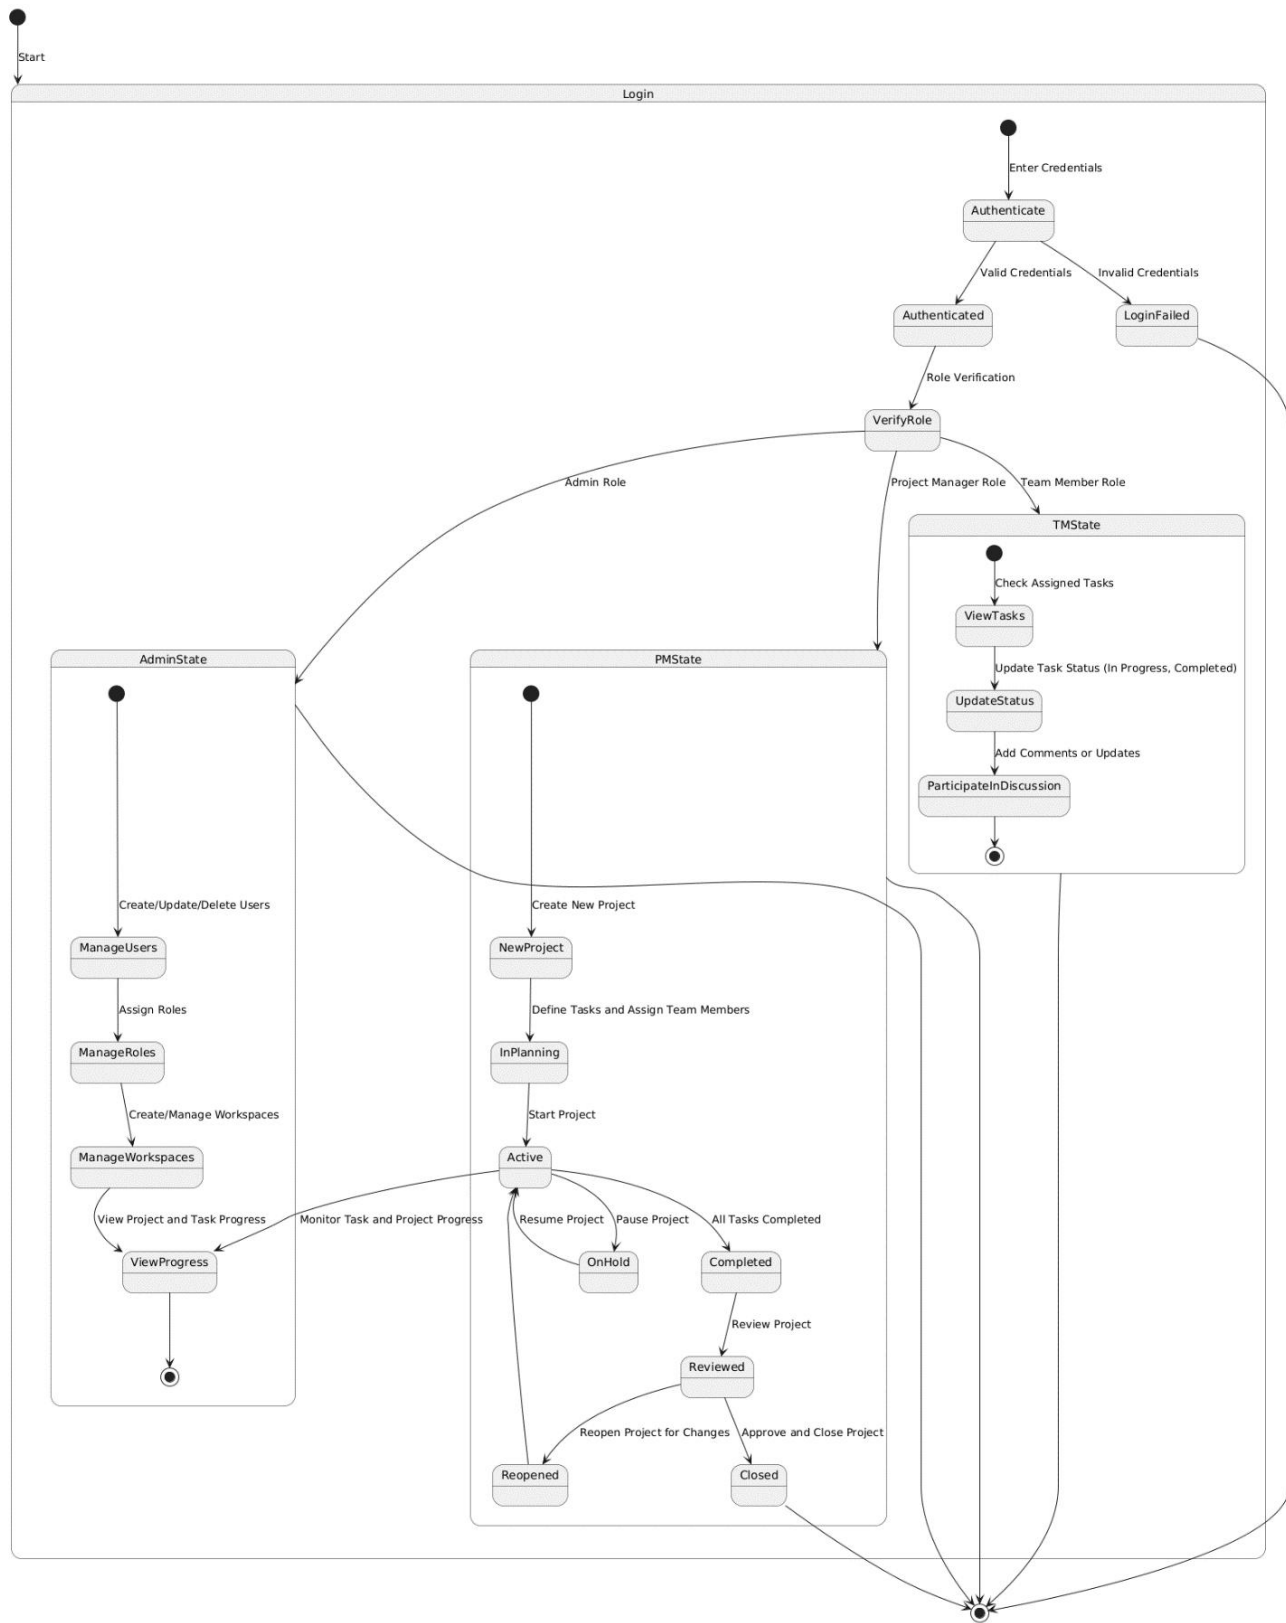 Start
Login
Enter Credentials
Authenticate
Valid Credentials
Invalid Credentials
Authenticated
LoginFailed
Role Verification
VerifyRole
Admin Role
Project Manager Role
Team Member Role
TMState
Check Assigned Tasks
ViewTasks
Update Task Status (In Progress, Completed)
UpdateStatus
Add Comments or Updates
ParticipateInDiscussion
AdminState
PMState
Create/Update/Delete Users
Create New Project
ManageUsers
NewProject
Assign Roles
Define Tasks and Assign Team Members
ManageRoles
InPlanning
Create/Manage Workspaces
Start Project
ManageWorkspaces
Active
View Project and Task Progress
Monitor Task and Project Progress
Resume Project
Pause Project
All Tasks Completed
ViewProgress
OnHold
Completed
Review Project
Reviewed
Reopen Project for Changes
Approve and Close Project
Reopened
Closed